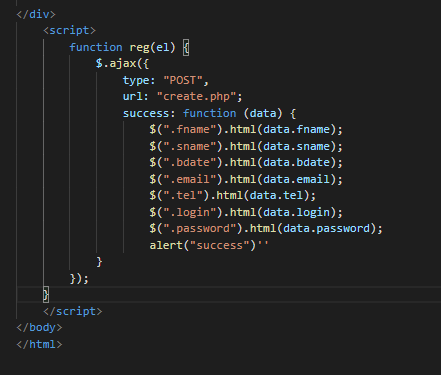 </div>
<script>
function reg(el) {
$.ajax({
type: "POST",
url: "create.php";
success: function (data) {
$(".fname").html(data.fname);
$(".sname").html(data.sname);
$(".bdate").html(data.bdate);
$(".email").html(data.email);
$(".tel").html(data.tel);
$(".login").html(data.login);
$(".password").html(data.password);
alert("success")''
}
});
}
</script>
</body>
</html>